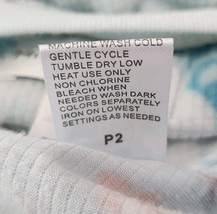 MACHINE WASH COLD
GENTLE CYCLE
TUMBLE DRY LOW
HEAT USE ONLY
NON CHLORINE
BLEACH WHEN
NEEDED WASH DARK
COLORS SEPARATELY
IRON ON LOWEST
SETTINGS AS NEEDED
P2